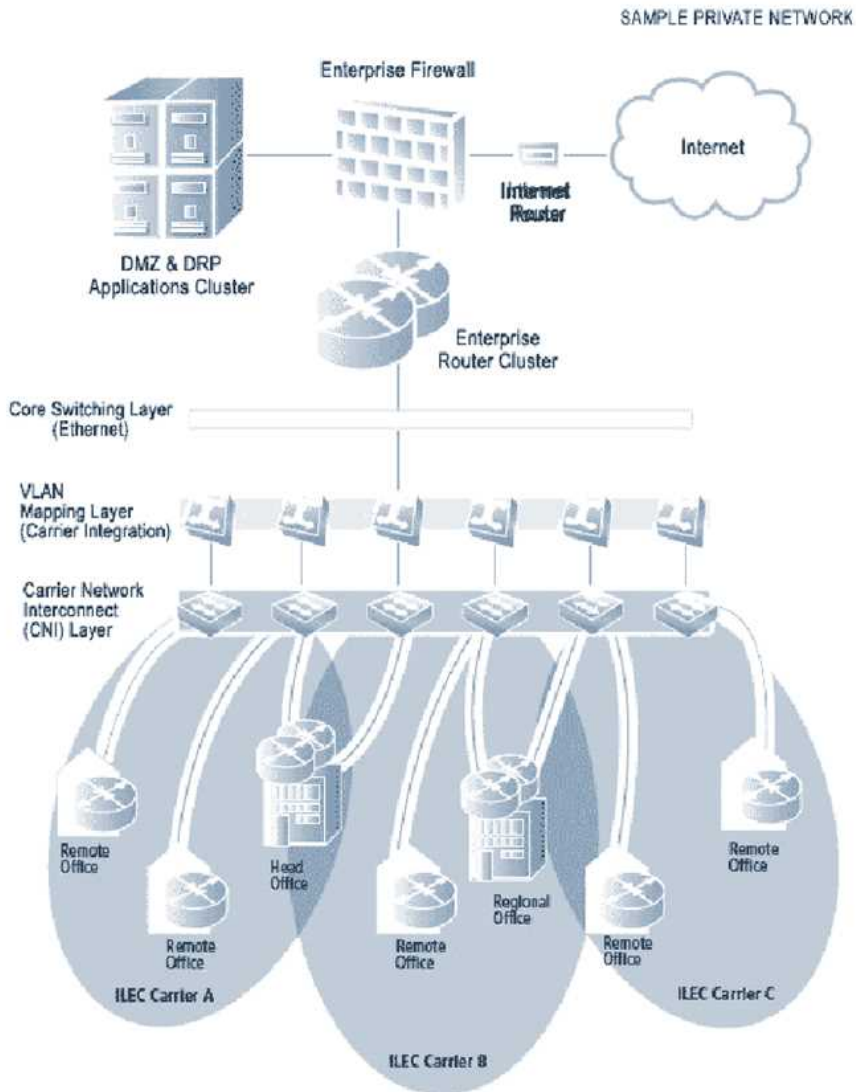 SAMPLE PRIVATE NETWORK
Enterprise Firewall
Internet
Internet
Router
DMZ & DRP
Applications Cluster
Enterprise
Router Cluster
Core Switching Layer
(Ethernet)
VLAN
Mapping Layer
(Carrier Integration)
Carrier Network
Interconnect
(CNI) Layer
Remote
Office
Head
Office
Remote
Office
Remote
Office
Regional
Office
Remote
Office
Remote
Office
ILEC Carrier A
ILEC Carrier B
ILEC Carrier C